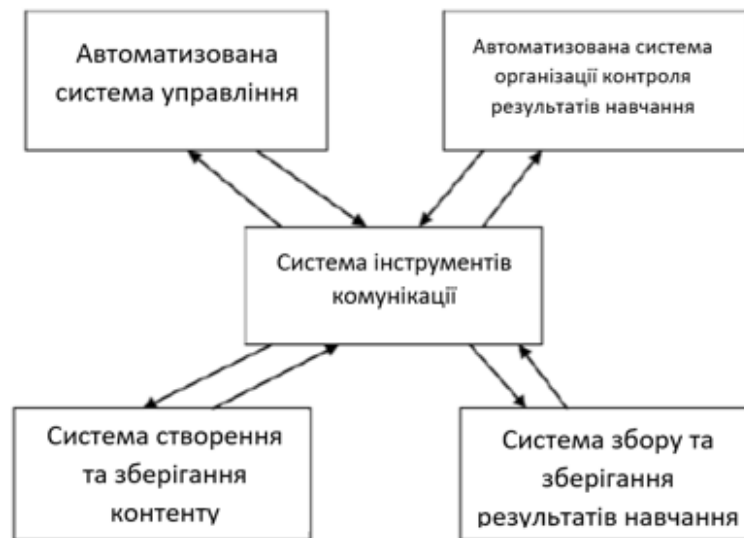 Автоматизована
система управління
Автоматизована система
організації контроля
результатів навчання
Система інструментів
комунікації
Система створення
та зберігання
контенту
Система збору та
зберігання
результатів навчання